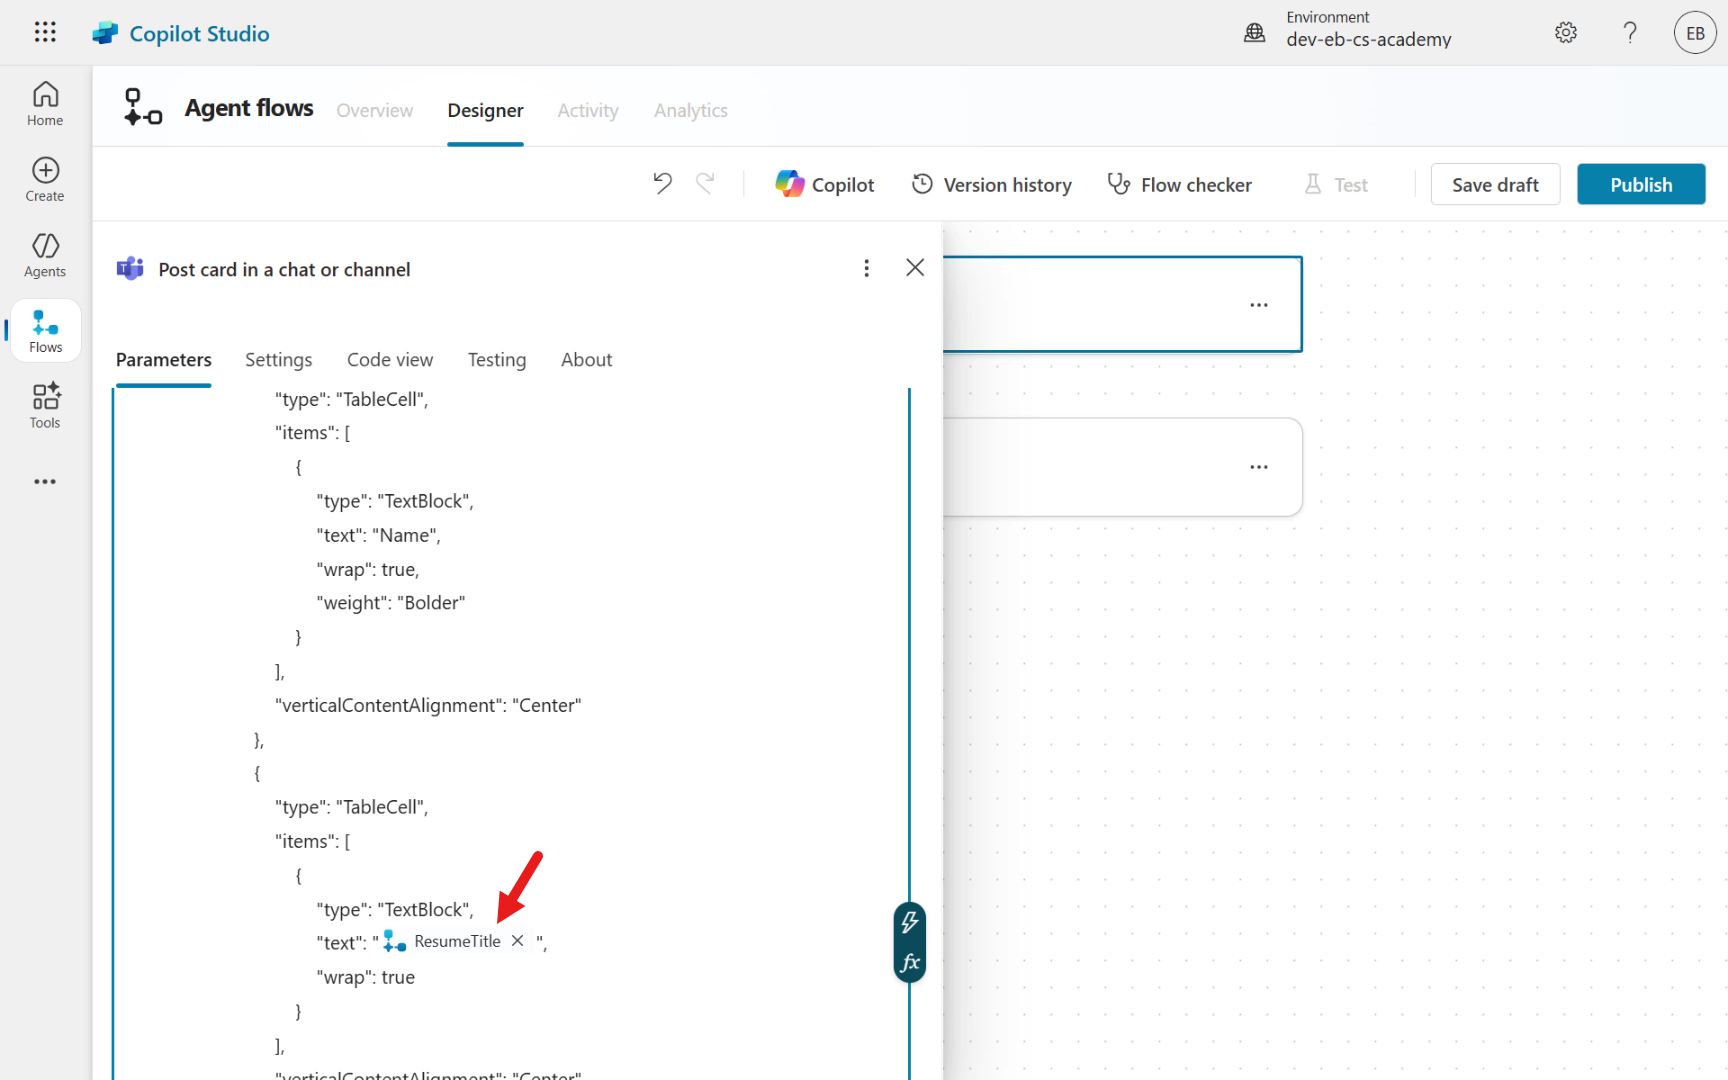 Copilot Studio
Environment
dev-eb-cs-academy
EB
Home
Create
Agents
Flows
Tools
Agent flows
Overview
Designer
Activity
Analytics
Copilot
Version history
Flow checker
Test
Save draft
Publish
Post card in a chat or channel
Parameters
Settings
Code view
Testing
About
"type": "TableCell",
"items": [
{
"type": "TextBlock",
"text": "Name",
"wrap": true,
"weight": "Bolder"
}
],
"verticalContentAlignment": "Center"
},
{
"type": "TableCell",
"items": [
{
"type": "TextBlock",
"text": " ResumeTitle ",
"wrap": true
}
],
"verticalContentAlignment": "Center"
fx